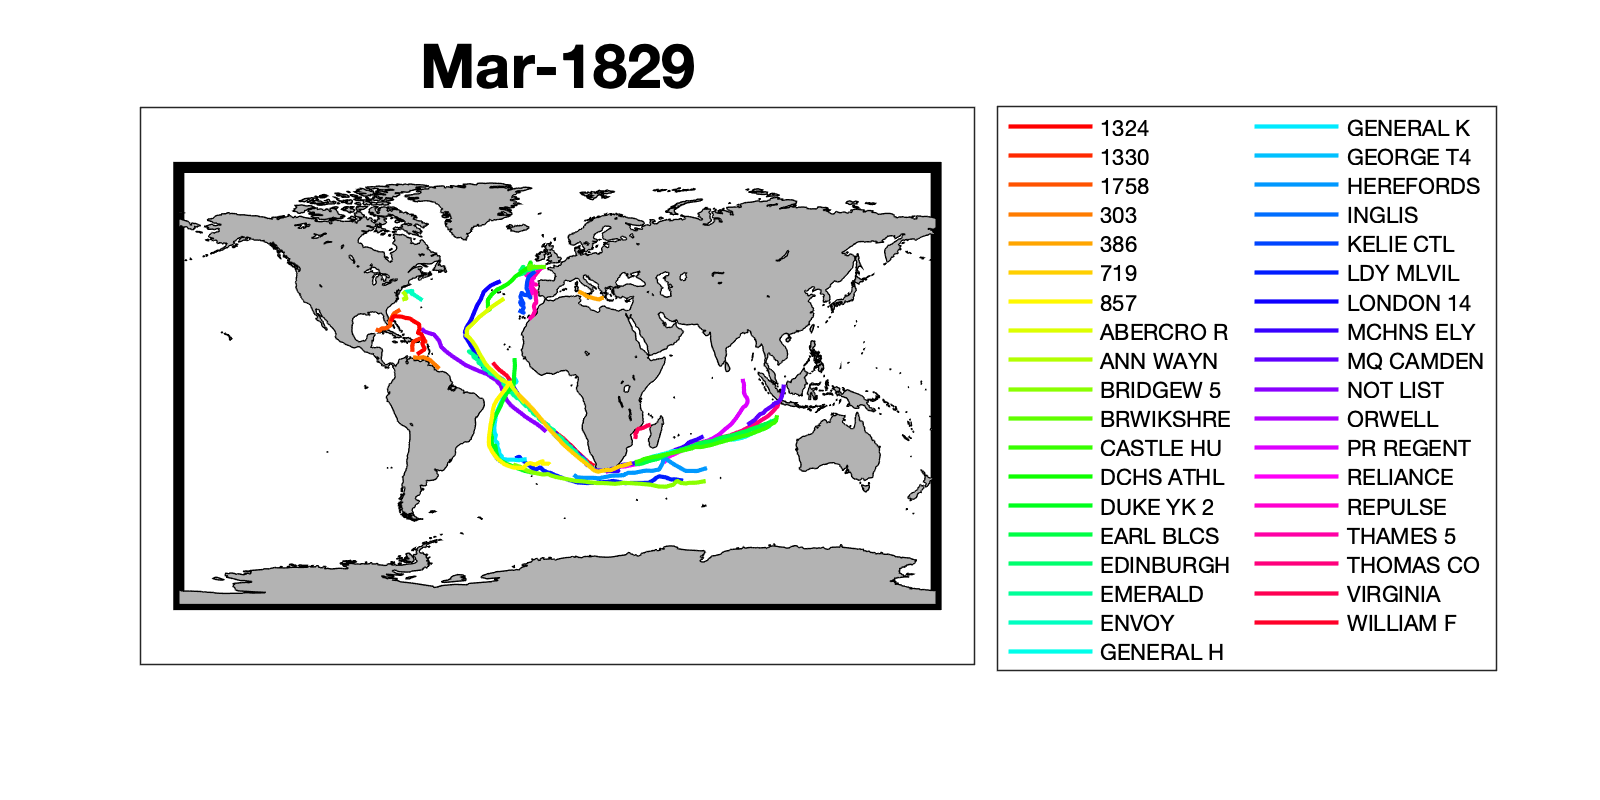 Mar-1829
1324
1330
1758
303
386
719
857
ABERCRO R
ANN WAYN
BRIDGEW 5
BRWIKSHRE
CASTLE HU
DCHS ATHL
DUKE YK 2
EARL BLCS
EDINBURGH
EMERALD
ENVOY
GENERAL H
GENERAL K
GEORGE T4
HEREFORDS
INGLIS
KELIE CTL
LDY MLVIL
LONDON 14
MCHNS ELY
MQ CAMDEN
NOT LIST
ORWELL
PR REGENT
RELIANCE
REPULSE
THAMES 5
THOMAS CO
VIRGINIA
WILLIAM F